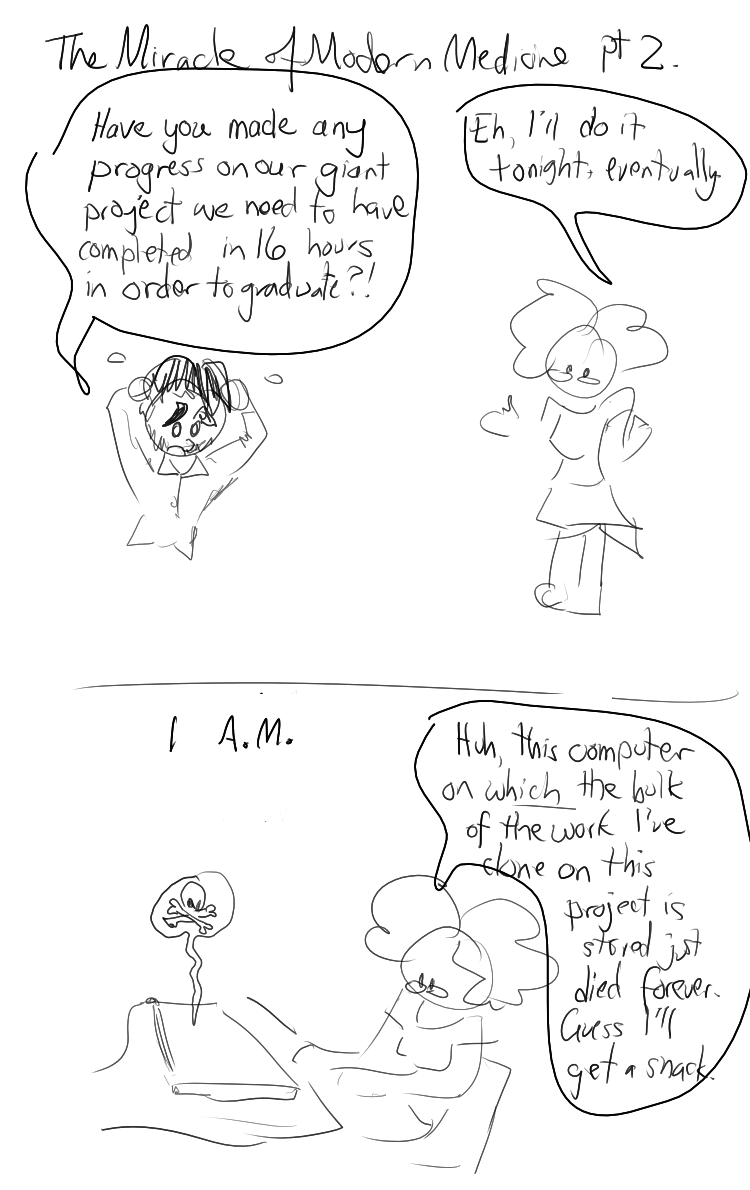 The Miracle of Modern Medicine pt 2.
Have you made any
progress on our giant
project we need to have
completed in 16 hours
in order to graduate?!
Eh, I'll do it
tonight, eventually
1 A.M.
Huh, this computer
on which the bulk
of the work I've
done on this
project is
stored just
died forever.
Guess I'll
get a snack.